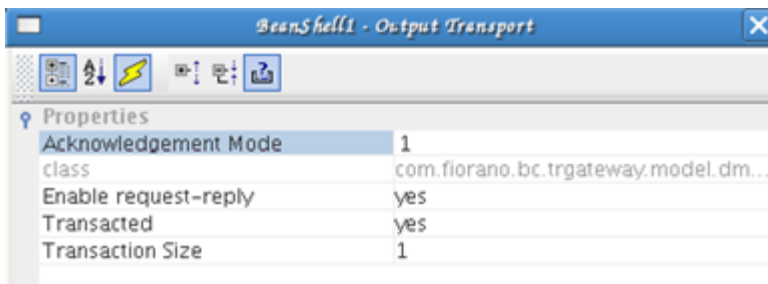 BeanShell1 - Output Transport
Properties
Acknowledgement Mode 1
class com.fiorano.bc.trgateway.model.dm...
Enable request-reply yes
Transacted yes
Transaction Size 1